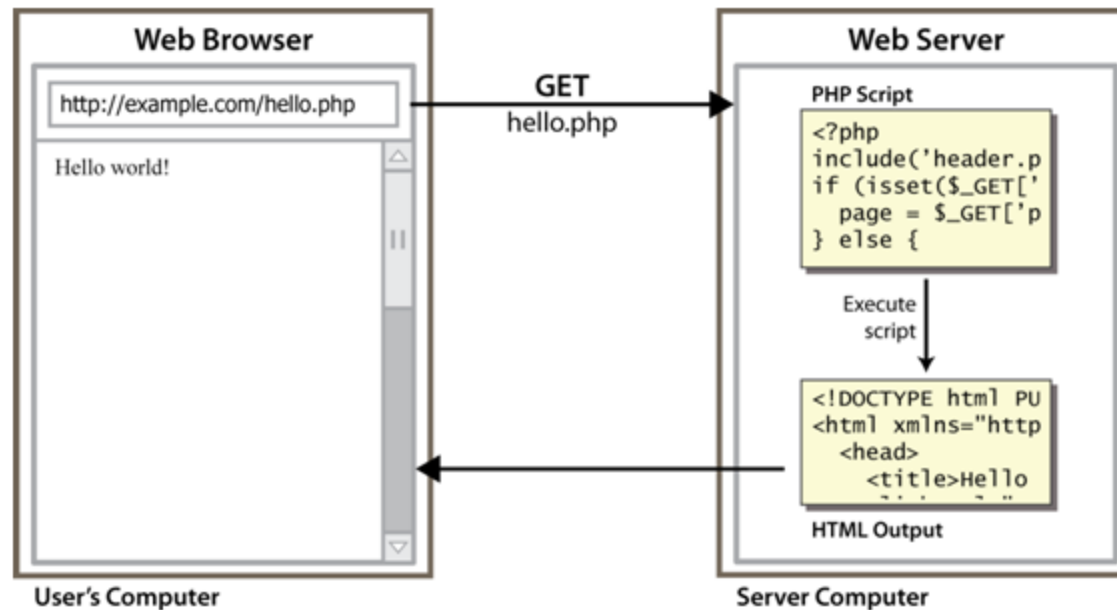 Web Browser
http://example.com/hello.php
Hello world!
User's Computer
GET
hello.php
Web Server
PHP Script
<?php
include('header.p
if (isset($_GET['
  page = $_GET['p
} else {
Execute
script
<!DOCTYPE html PU
<html xmlns="http
  <head>
    <title>Hello
HTML Output
Server Computer